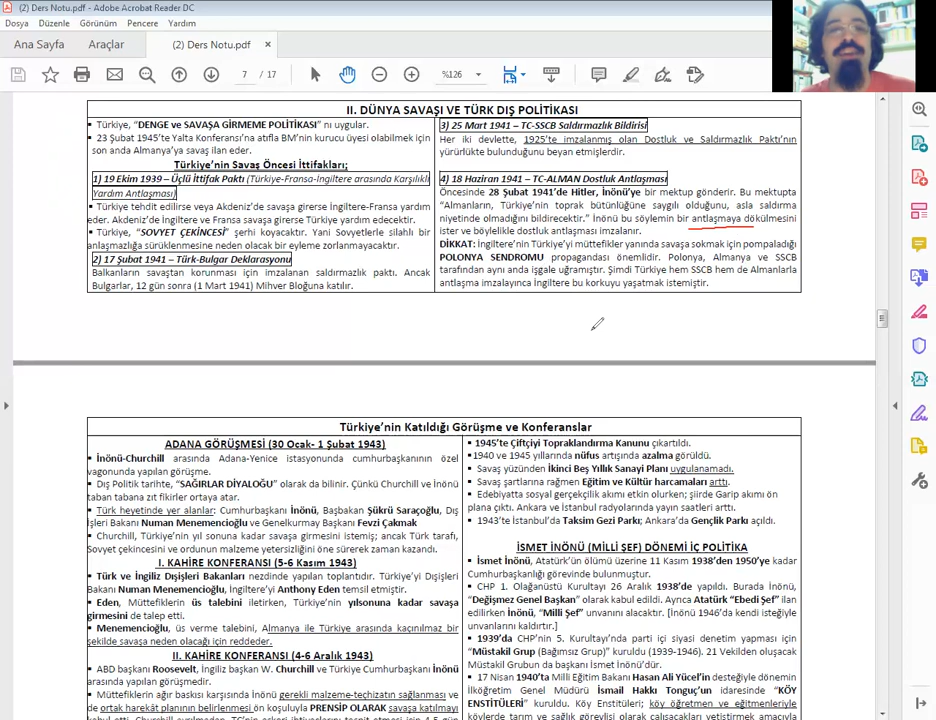 (2) Ders Notu.pdf - Adobe Acrobat Reader DC
Dosya Düzenle Görünüm Pencere Yardım
Ana Sayfa Araçlar (2) Ders Notu.pdf ×
7 / 17 %126
II. DÜNYA SAVAŞI VE TÜRK DIŞ POLİTİKASI
▪ Türkiye, “DENGE ve SAVAŞA GİRMEME POLİTİKASI” nı uygular.
▪ 23 Şubat 1945’te Yalta Konferansı’na atıfla BM’nin kurucu üyesi olabilmek için
son anda Almanya’ya savaş ilan eder.
Türkiye’nin Savaş Öncesi İttifakları;
1) 19 Ekim 1939 – Üçlü İttifak Paktı (Türkiye-Fransa-İngiltere arasında Karşılıklı
Yardım Antlaşması)
▪ Türkiye tehdit edilirse veya Akdeniz’de savaşa girerse İngiltere-Fransa yardım
eder. Akdeniz’de İngiltere ve Fransa savaşa girerse Türkiye yardım edecektir.
▪ Türkiye, “SOVYET ÇEKİNCESİ” şerhi koyacaktır. Yani Sovyetlerle silahlı bir
anlaşmazlığa sürüklenmesine neden olacak bir eyleme zorlanmayacaktır.
2) 17 Şubat 1941 – Türk-Bulgar Deklarasyonu
Balkanların savaştan korunması için imzalanan saldırmazlık paktı. Ancak
Bulgarlar, 12 gün sonra (1 Mart 1941) Mihver Bloğuna katılır.
3) 25 Mart 1941 – TC-SSCB Saldırmazlık Bildirisi
Her iki devlette, 1925’te imzalanmış olan Dostluk ve Saldırmazlık Paktı’nın
yürürlükte bulunduğunu beyan etmişlerdir.
4) 18 Haziran 1941 – TC-ALMAN Dostluk Antlaşması
Öncesinde 28 Şubat 1941’de Hitler, İnönü’ye bir mektup gönderir. Bu mektupta
“Almanların, Türkiye’nin toprak bütünlüğüne saygılı olduğunu, asla saldırma
niyetinde olmadığını bildirecektir.” İnönü bu söylemin bir antlaşmaya dökülmesini
ister ve böylelikle dostluk antlaşması imzalanır.
DİKKAT: İngiltere’nin Türkiye’yi müttefikler yanında savaşa sokmak için pompaladığı
POLONYA SENDROMU propagandası önemlidir. Polonya, Almanya ve SSCB
tarafından aynı anda işgale uğramıştır. Şimdi Türkiye hem SSCB hem de Almanlarla
antlaşma imzalayınca İngiltere bu korkuyu yaşatmak istemiştir.
Türkiye’nin Katıldığı Görüşme ve Konferanslar
ADANA GÖRÜŞMESİ (30 Ocak- 1 Şubat 1943)
▪ İnönü-Churchill arasında Adana-Yenice istasyonunda cumhurbaşkanının özel
vagonunda yapılan görüşme.
▪ Dış Politik tarihte, “SAĞIRLAR DİYALOĞU” olarak da bilinir. Çünkü Churchill ve İnönü
taban tabana zıt fikirler ortaya atar.
▪ Türk heyetinde yer alanlar: Cumhurbaşkanı İnönü, Başbakan Şükrü Saraçoğlu, Dış
İşleri Bakanı Numan Menemencioğlu ve Genelkurmay Başkanı Fevzi Çakmak
▪ Churchill, Türkiye’nin yıl sonuna kadar savaşa girmesini istemiş; ancak Türk tarafı,
Sovyet çekincesini ve ordunun malzeme yetersizliğini öne sürerek zaman kazandı.
I. KAHİRE KONFERANSI (5-6 Kasım 1943)
▪ Türk ve İngiliz Dışişleri Bakanları nezdinde yapılan toplantıdır. Türkiye’yi Dışişleri
Bakanı Numan Menemencioğlu, İngiltere’yi Anthony Eden temsil etmiştir.
▪ Eden, Müttefiklerin üs talebini iletirken, Türkiye’nin yılsonuna kadar savaşa
girmesini de talep etti.
▪ Menemencioğlu, üs verme talebini, Almanya ile Türkiye arasında kaçınılmaz bir
şekilde savaşa neden olacağı için reddeder.
II. KAHİRE KONFERANSI (4-6 Aralık 1943)
▪ ABD başkanı Roosevelt, İngiliz başkan W. Churchill ve Türkiye Cumhurbaşkanı İnönü
arasında yapılan görüşmedir.
▪ Müttefiklerin ağır baskısı karşısında İnönü gerekli malzeme-teçhizatın sağlanması ve
de ortak harekât planının belirlenmesi ön koşuluyla PRENSİP OLARAK savaşa katılmayı
▪ 1945’te Çiftçiyi Topraklandırma Kanunu çıkartıldı.
▪ 1940 ve 1945 yıllarında nüfus artışında azalma görüldü.
▪ Savaş yüzünden İkinci Beş Yıllık Sanayi Planı uygulanamadı.
▪ Savaş şartlarına rağmen Eğitim ve Kültür harcamaları arttı.
▪ Edebiyatta sosyal gerçekçilik akımı etkin olurken; şiirde Garip akımı ön
plana çıktı. Ankara ve İstanbul radyolarında yayın saatleri arttı.
▪ 1943’te İstanbul’da Taksim Gezi Parkı; Ankara’da Gençlik Parkı açıldı.
İSMET İNÖNÜ (MİLLİ ŞEF) DÖNEMİ İÇ POLİTİKA
▪ İsmet İnönü, Atatürk’ün ölümü üzerine 11 Kasım 1938’den 1950’ye kadar
Cumhurbaşkanlığı görevinde bulunmuştur.
▪ CHP 1. Olağanüstü Kurultayı 26 Aralık 1938’de yapıldı. Burada İnönü,
“Değişmez Genel Başkan” olarak kabul edildi. Ayrıca Atatürk “Ebedi Şef” ilan
edilirken İnönü, “Milli Şef” unvanını alacaktır. [İnönü 1946’da kendi isteğiyle
unvanlarını kaldırtır.]
▪ 1939’da CHP’nin 5. Kurultayı’nda parti içi siyasi denetim yapması için
“Müstakil Grup (Bağımsız Grup)” kuruldu (1939-1946). 21 Vekilden oluşacak
Müstakil Grubun da başkanı İsmet İnönü’dür.
▪ 17 Nisan 1940’ta Milli Eğitim Bakanı Hasan Ali Yücel’in desteğiyle dönemin
İlköğretim Genel Müdürü İsmail Hakkı Tonguç’un idaresinde “KÖY
ENSTİTÜLERİ” kuruldu. Köy Enstitüleri; köy öğretmen ve eğitmenleriyle
köylerde tarım ve sağlık görevlisi olarak çalışacakları yetiştirmek amacıyla